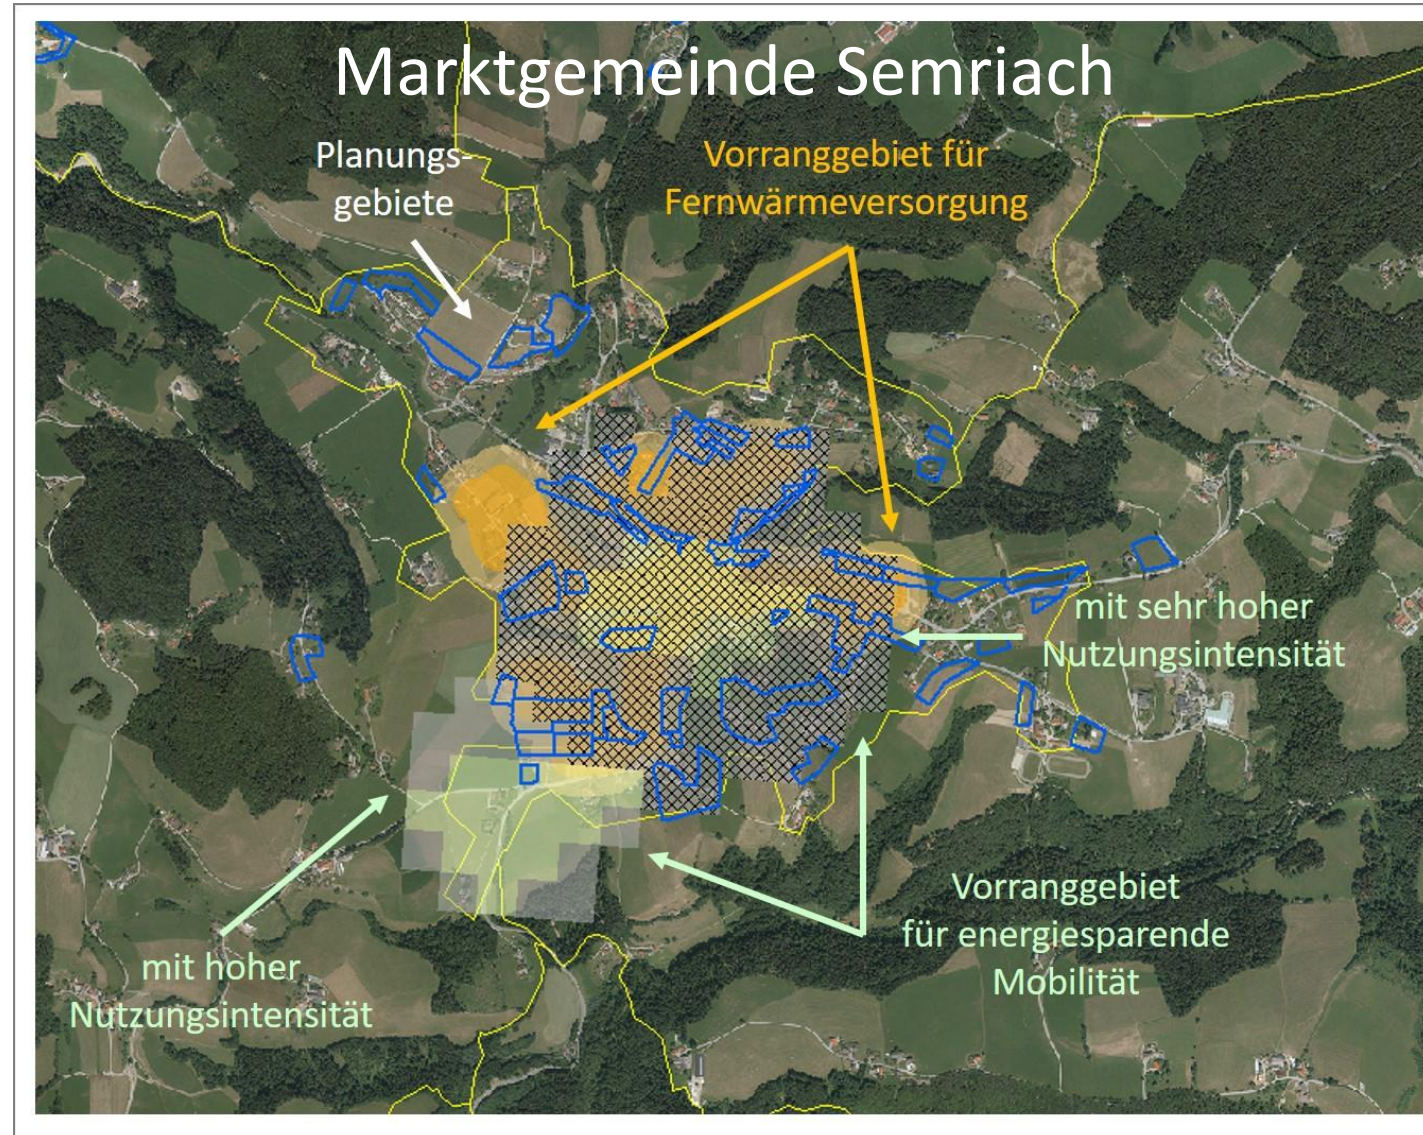 Marktgemeinde Semriach
Planungs-
gebiete
Vorranggebiet für
Fernwärmeversorgung
mit sehr hoher
Nutzungsintensität
Vorranggebiet
für energiesparende
Mobilität
mit hoher
Nutzungsintensität